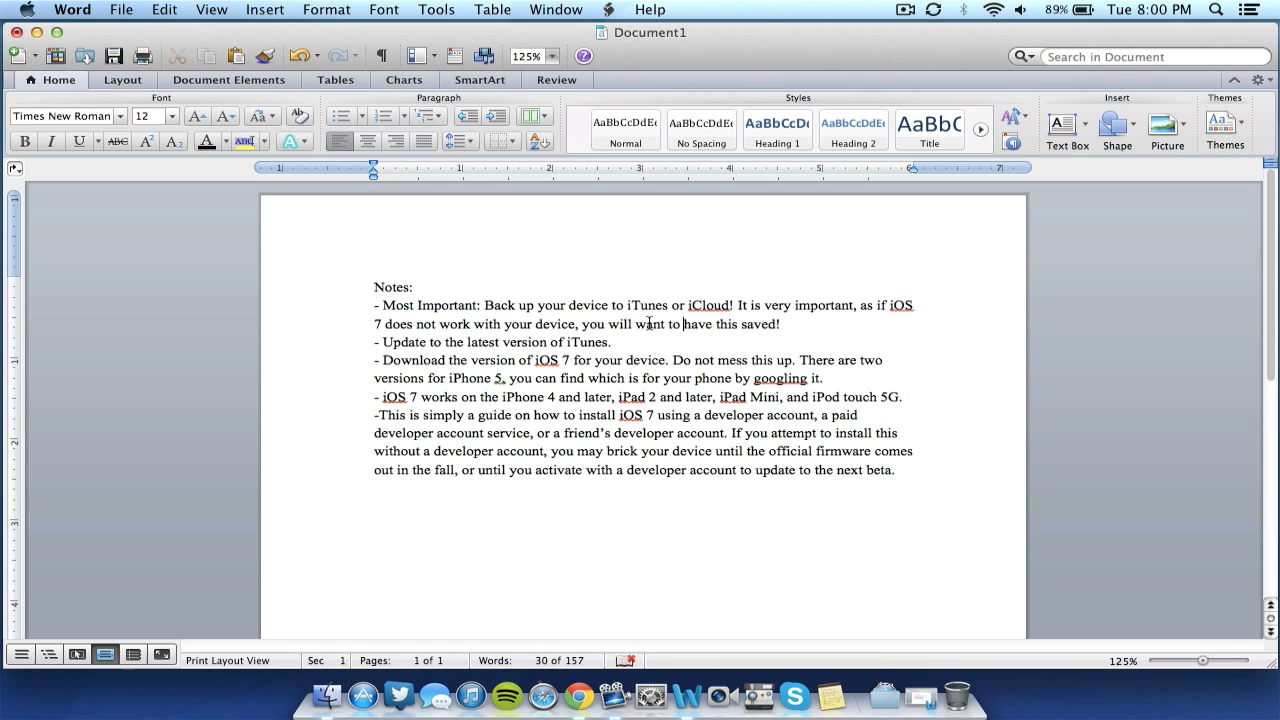 Word File Edit View Insert Format Font Tools Table Window Help 89% Tue 8:00 PM
Document1
125% Search in Document
Home Layout Document Elements Tables Charts SmartArt Review
Font Paragraph Styles Insert Themes
Times New Roman 12 AaBbCcDdEe AaBbCcDdEe AaBbCcDc AaBbCcDdEe AaBbC
Normal No Spacing Heading 1 Heading 2 Title Text Box Shape Picture Themes
Notes:
- Most Important: Back up your device to iTunes or iCloud! It is very important, as if iOS
7 does not work with your device, you will want to have this saved!
- Update to the latest version of iTunes.
- Download the version of iOS 7 for your device. Do not mess this up. There are two
versions for iPhone 5, you can find which is for your phone by googling it.
- iOS 7 works on the iPhone 4 and later, iPad 2 and later, iPad Mini, and iPod touch 5G.
-This is simply a guide on how to install iOS 7 using a developer account, a paid
developer account service, or a friend’s developer account. If you attempt to install this
without a developer account, you may brick your device until the official firmware comes
out in the fall, or until you activate with a developer account to update to the next beta.
Print Layout View Sec 1 Pages: 1 of 1 Words: 30 of 157 125%